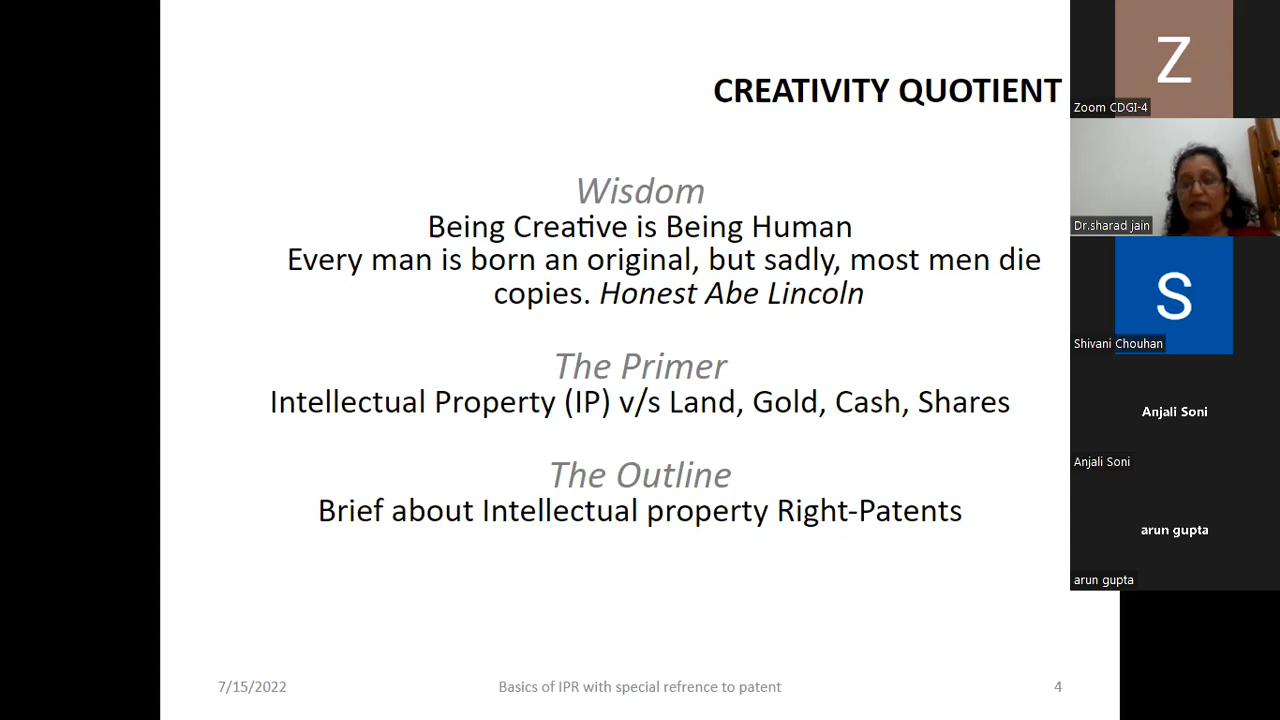 CREATIVITY QUOTIENT
Wisdom
Being Creative is Being Human
Every man is born an original, but sadly, most men die
copies. Honest Abe Lincoln
The Primer
Intellectual Property (IP) v/s Land, Gold, Cash, Shares
The Outline
Brief about Intellectual property Right-Patents
7/15/2022
Basics of IPR with special refrence to patent
4
Z
Zoom CDGI-4
Dr.sharad jain
S
Shivani Chouhan
Anjali Soni
Anjali Soni
arun gupta
arun gupta